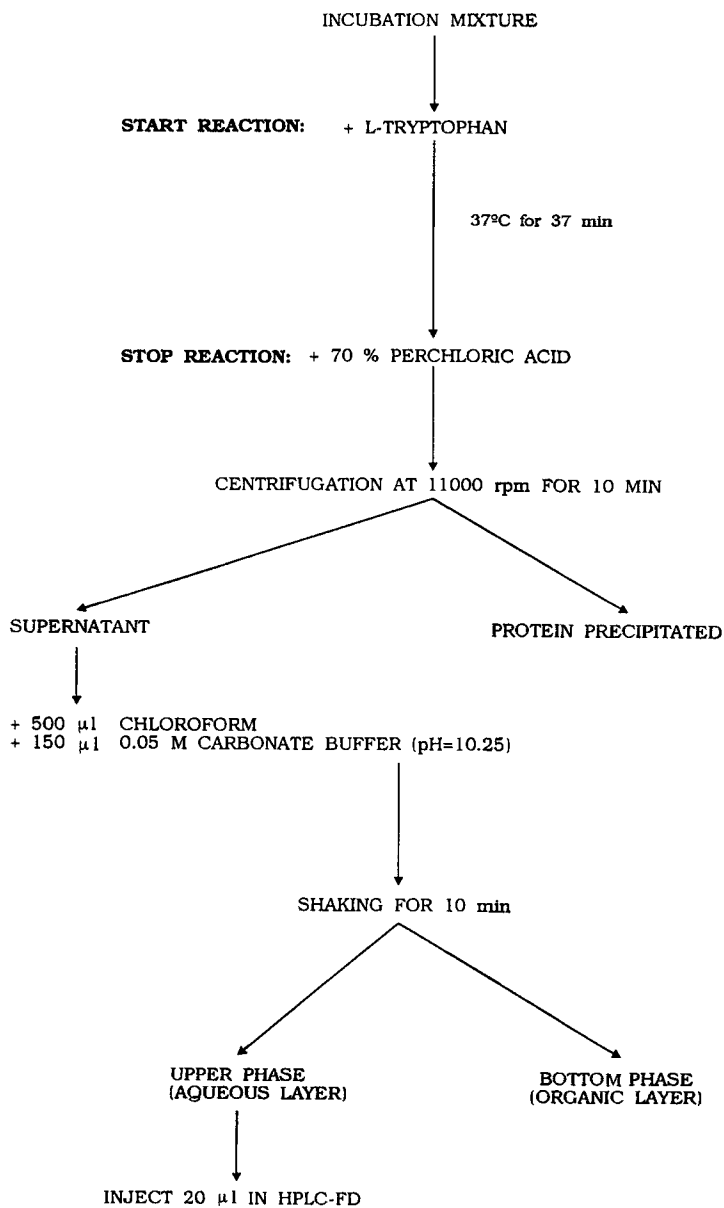 INCUBATION MIXTURE
START REACTION: + L-TRYPTOPHAN
37ºC for 37 min
STOP REACTION: + 70 % PERCHLORIC ACID
CENTRIFUGATION AT 11000 rpm FOR 10 MIN
SUPERNATANT
PROTEIN PRECIPITATED
+ 500 µl CHLOROFORM
+ 150 µl 0.05 M CARBONATE BUFFER (pH=10.25)
SHAKING FOR 10 min
UPPER PHASE
(AQUEOUS LAYER)
BOTTOM PHASE
(ORGANIC LAYER)
INJECT 20 µl IN HPLC-FD